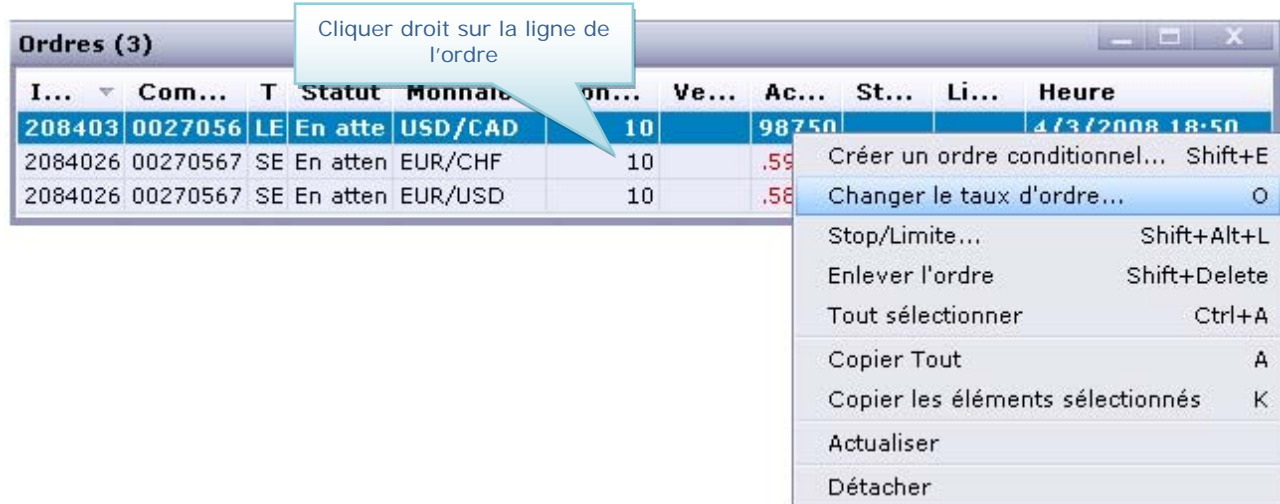 Cliquer droit sur la ligne de
l'ordre
Ordres (3)
I... Com... T Statut Monnaie on... Ve... Ac... St... Li... Heure
208403 0027056 LE En atte USD/CAD 10 98750 4/3/2008 18:50
2084026 00270567 SE En atten EUR/CHF 10 .59
2084026 00270567 SE En atten EUR/USD 10 .58
Créer un ordre conditionnel... Shift+E
Changer le taux d'ordre... O
Stop/Limite... Shift+Alt+L
Enlever l'ordre Shift+Delete
Tout sélectionner Ctrl+A
Copier Tout A
Copier les éléments sélectionnés K
Actualiser
Détacher